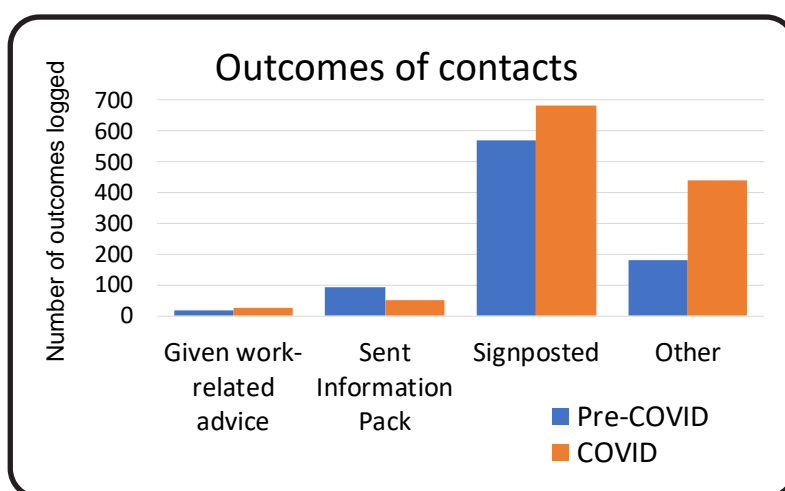 Outcomes of contacts
Number of outcomes logged
700
600
500
400
300
200
100
0
Given work-
related
advice
Sent
Information
Pack
Signposted
Other
Pre-COVID
COVID